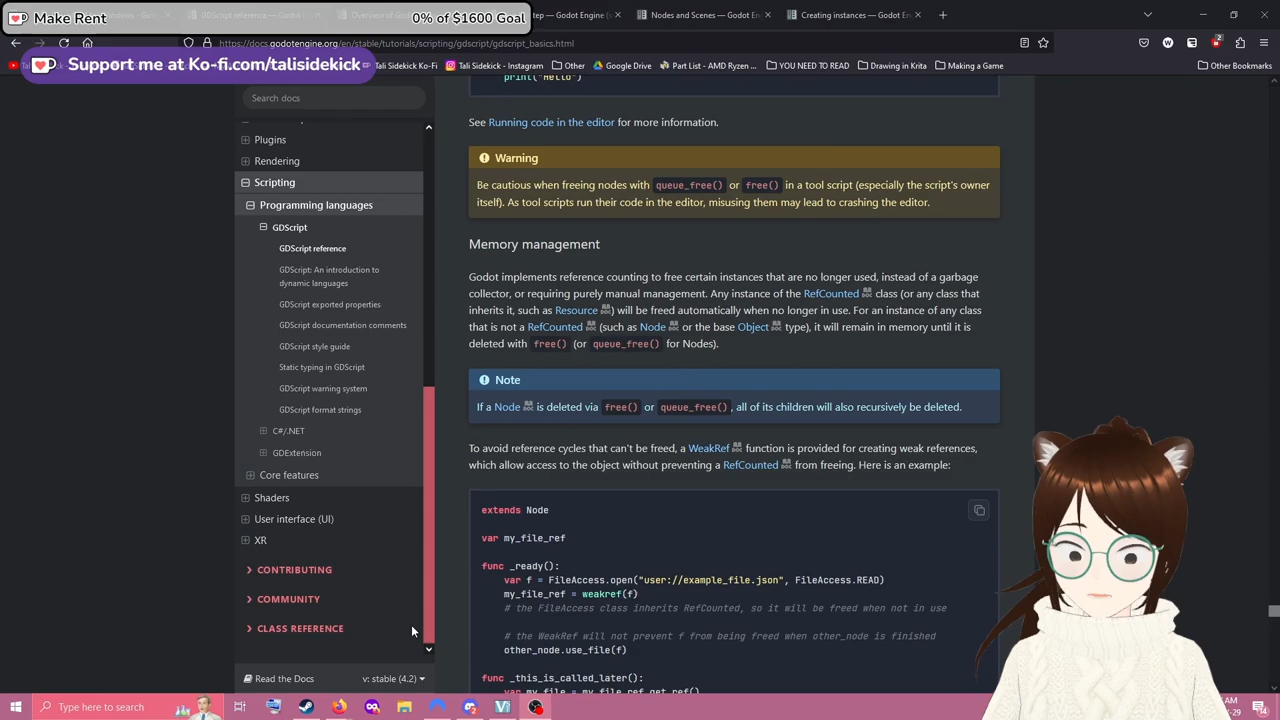 Make Rent
0% of $1600 Goal
Support me at Ko-fi.com/talisidekick
tep — Godot Engine (
Nodes and Scenes — Godot E
Creating instances — Godot E
https://docs.godotengine.org/en/stable/tutorials/scripting/gdscript/gdscript_basics.html
Tali Sidekick Ko-fi
Tali Sidekick - Instagram
Other
Google Drive
Part List - AMD Ryzen ...
YOU NEED TO READ
Drawing in Krita
Making a Game
Other Bookmarks
Search docs
Plugins
Rendering
Scripting
Programming languages
GDScript
GDScript reference
GDScript: An introduction to
dynamic languages
GDScript exported properties
GDScript documentation comments
GDScript style guide
Static typing in GDScript
GDScript warning system
GDScript format strings
C#/.NET
GDExtension
Core features
Shaders
User interface (UI)
XR
CONTRIBUTING
COMMUNITY
CLASS REFERENCE
Read the Docs
v: stable (4.2)
print("Hello")
See Running code in the editor for more information.
Warning
Be cautious when freeing nodes with queue_free() or free() in a tool script (especially the script's owner
itself). As tool scripts run their code in the editor, misusing them may lead to crashing the editor.
Memory management
Godot implements reference counting to free certain instances that are no longer used, instead of a garbage
collector, or requiring purely manual management. Any instance of the RefCounted class (or any class that
inherits it, such as Resource) will be freed automatically when no longer in use. For an instance of any class
that is not a RefCounted (such as Node or the base Object type), it will remain in memory until it is
deleted with free() (or queue_free() for Nodes).
Note
If a Node is deleted via free() or queue_free(), all of its children will also recursively be deleted.
To avoid reference cycles that can't be freed, a WeakRef function is provided for creating weak references,
which allow access to the object without preventing a RefCounted from freeing. Here is an example:
extends Node
var my_file_ref
func _ready():
var f = FileAccess.open("user://example_file.json", FileAccess.READ)
my_file_ref = weakref(f)
# the FileAccess class inherits RefCounted, so it will be freed when not in use
# the WeakRef will not prevent f from being freed when other_node is finished
other_node.use_file(f)
func _this_is_called_later():
var my_file = my_file_ref.get_ref()
Type here to search